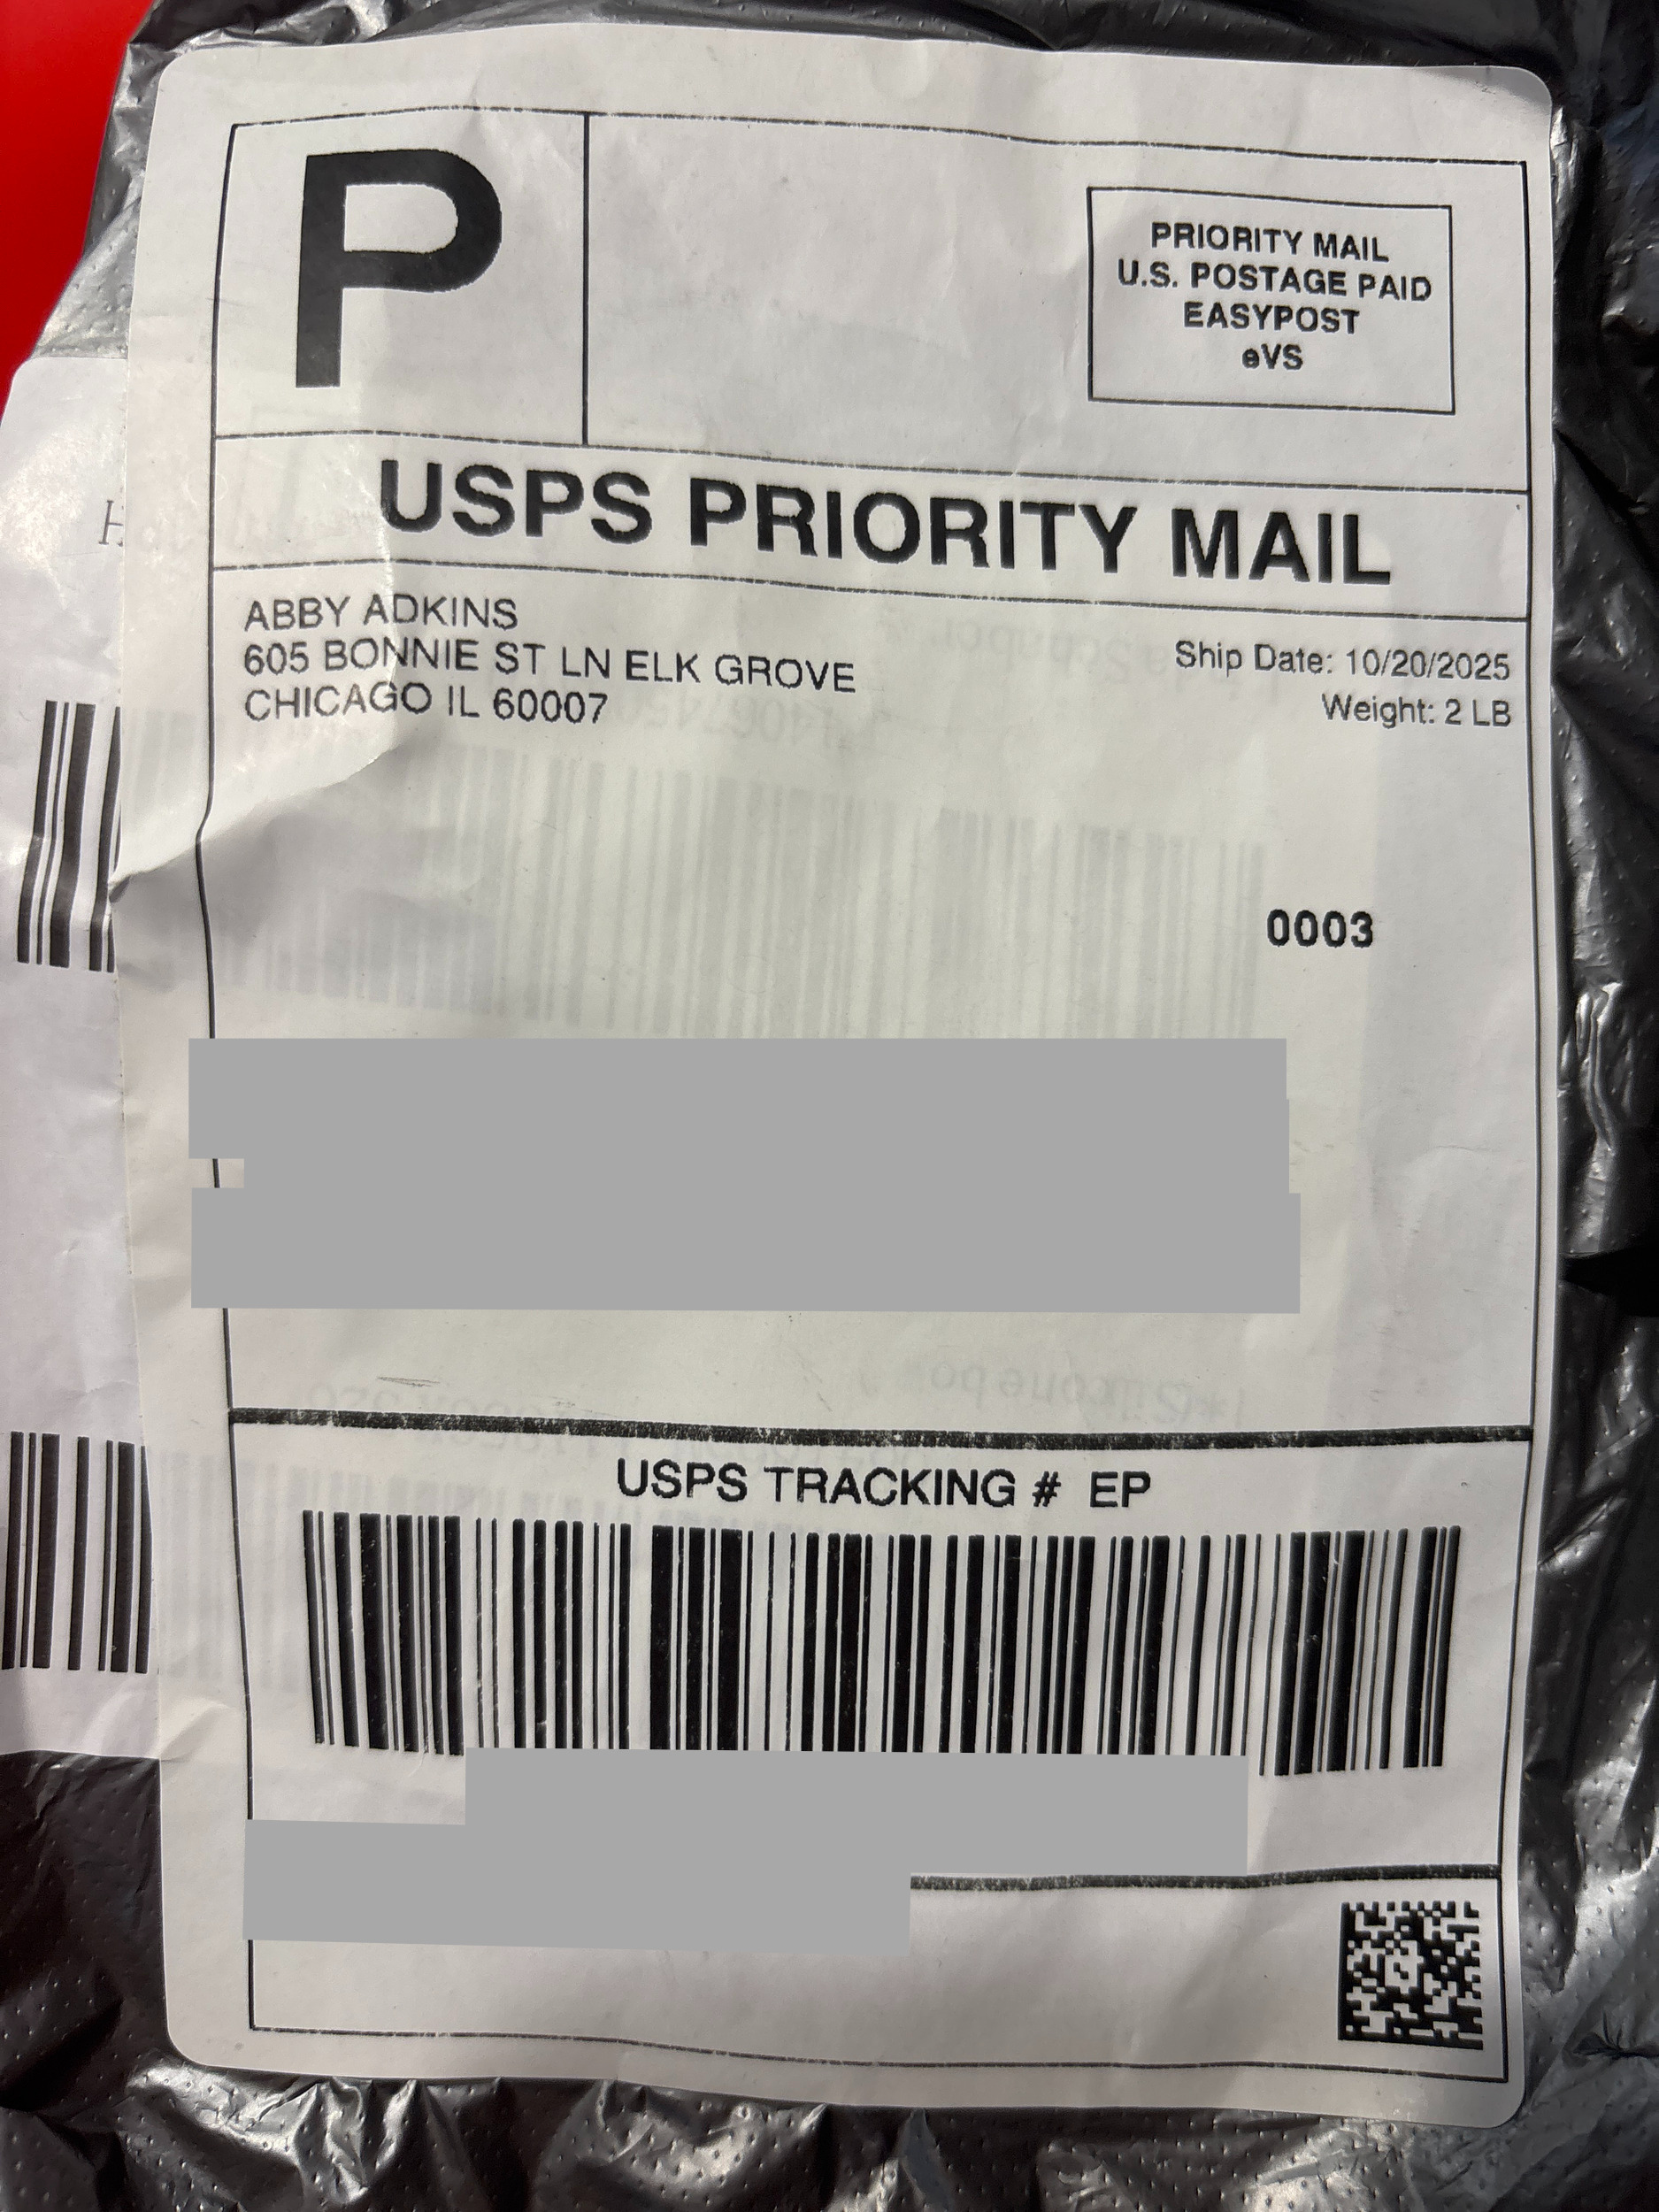 P
PRIORITY MAIL
U.S. POSTAGE PAID
EASYPOST
eVS
USPS PRIORITY MAIL
ABBY ADKINS
605 BONNIE ST LN ELK GROVE
CHICAGO IL 60007
Ship Date: 10/20/2025
Weight: 2 LB
0003
USPS TRACKING # EP